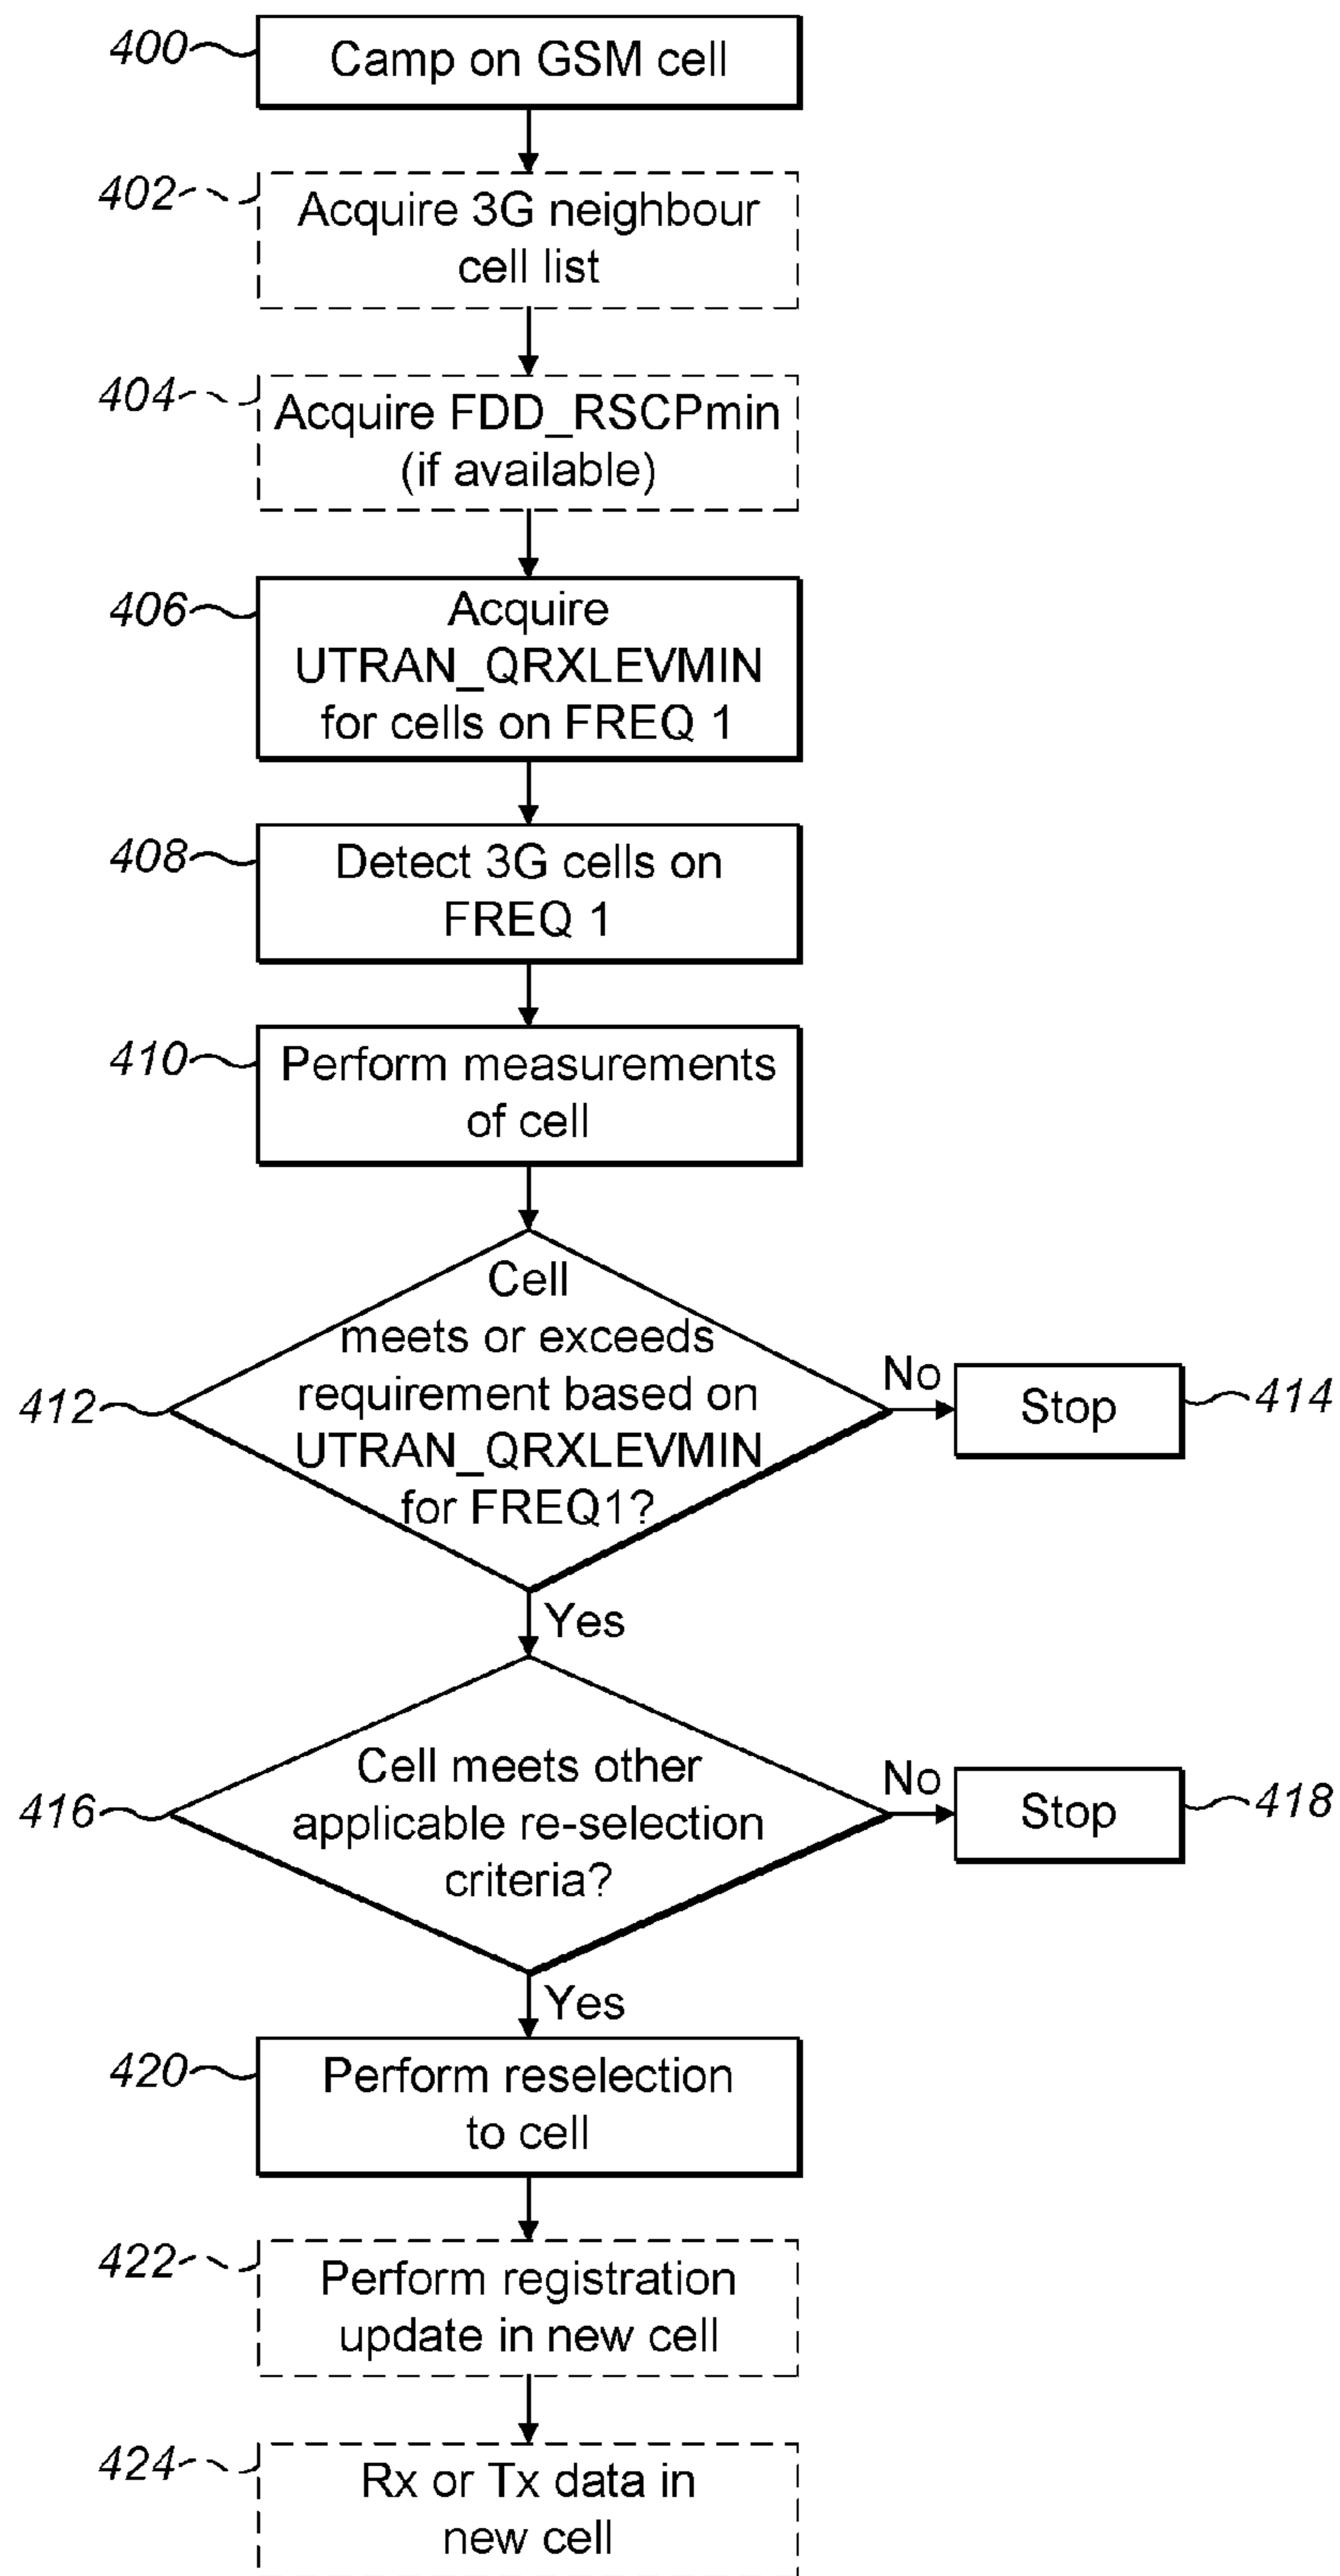 400
Camp on GSM cell
402
Acquire 3G neighbour
cell list
404
Acquire FDD_RSCPmin
(if available)
406
Acquire
UTRAN_QRXLEVMIN
for cells on FREQ 1
408
Detect 3G cells on
FREQ 1
410
Perform measurements
of cell
412
Cell
meets or exceeds
requirement based on
UTRAN_QRXLEVMIN
for FREQ1?
No
Stop
414
Yes
416
Cell meets other
applicable re-selection
criteria?
No
Stop
418
Yes
420
Perform reselection
to cell
422
Perform registration
update in new cell
424
Rx or Tx data in
new cell